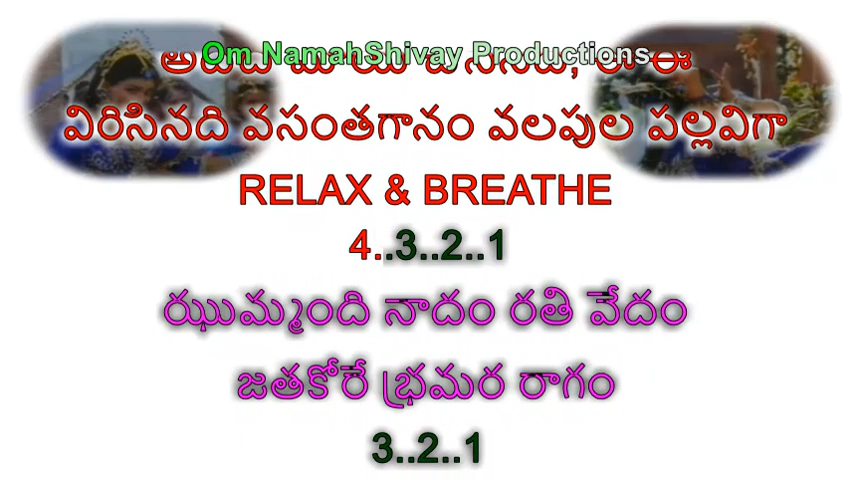 Om NamahShivay Productions
ఈ
విరిసినది వసంతగానం వలపుల పల్లవిగా
RELAX & BREATHE
4..3..2..1
ఝుమ్మంది నాదం రతి వేదం
జతకోరే భ్రమర రాగం
3..2..1